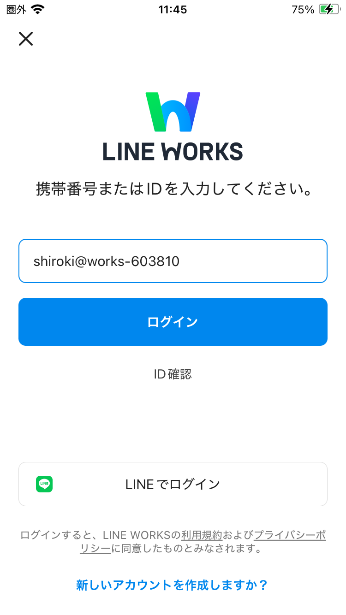 圏外 11:45 75%
LINE WORKS
携帯番号またはIDを入力してください。
shiroki@works-603810
ログイン
ID確認
LINEでログイン
ログインすると、LINE WORKSの利用規約およびプライバシーポ
リシーに同意したものとみなされます。
新しいアカウントを作成しますか？